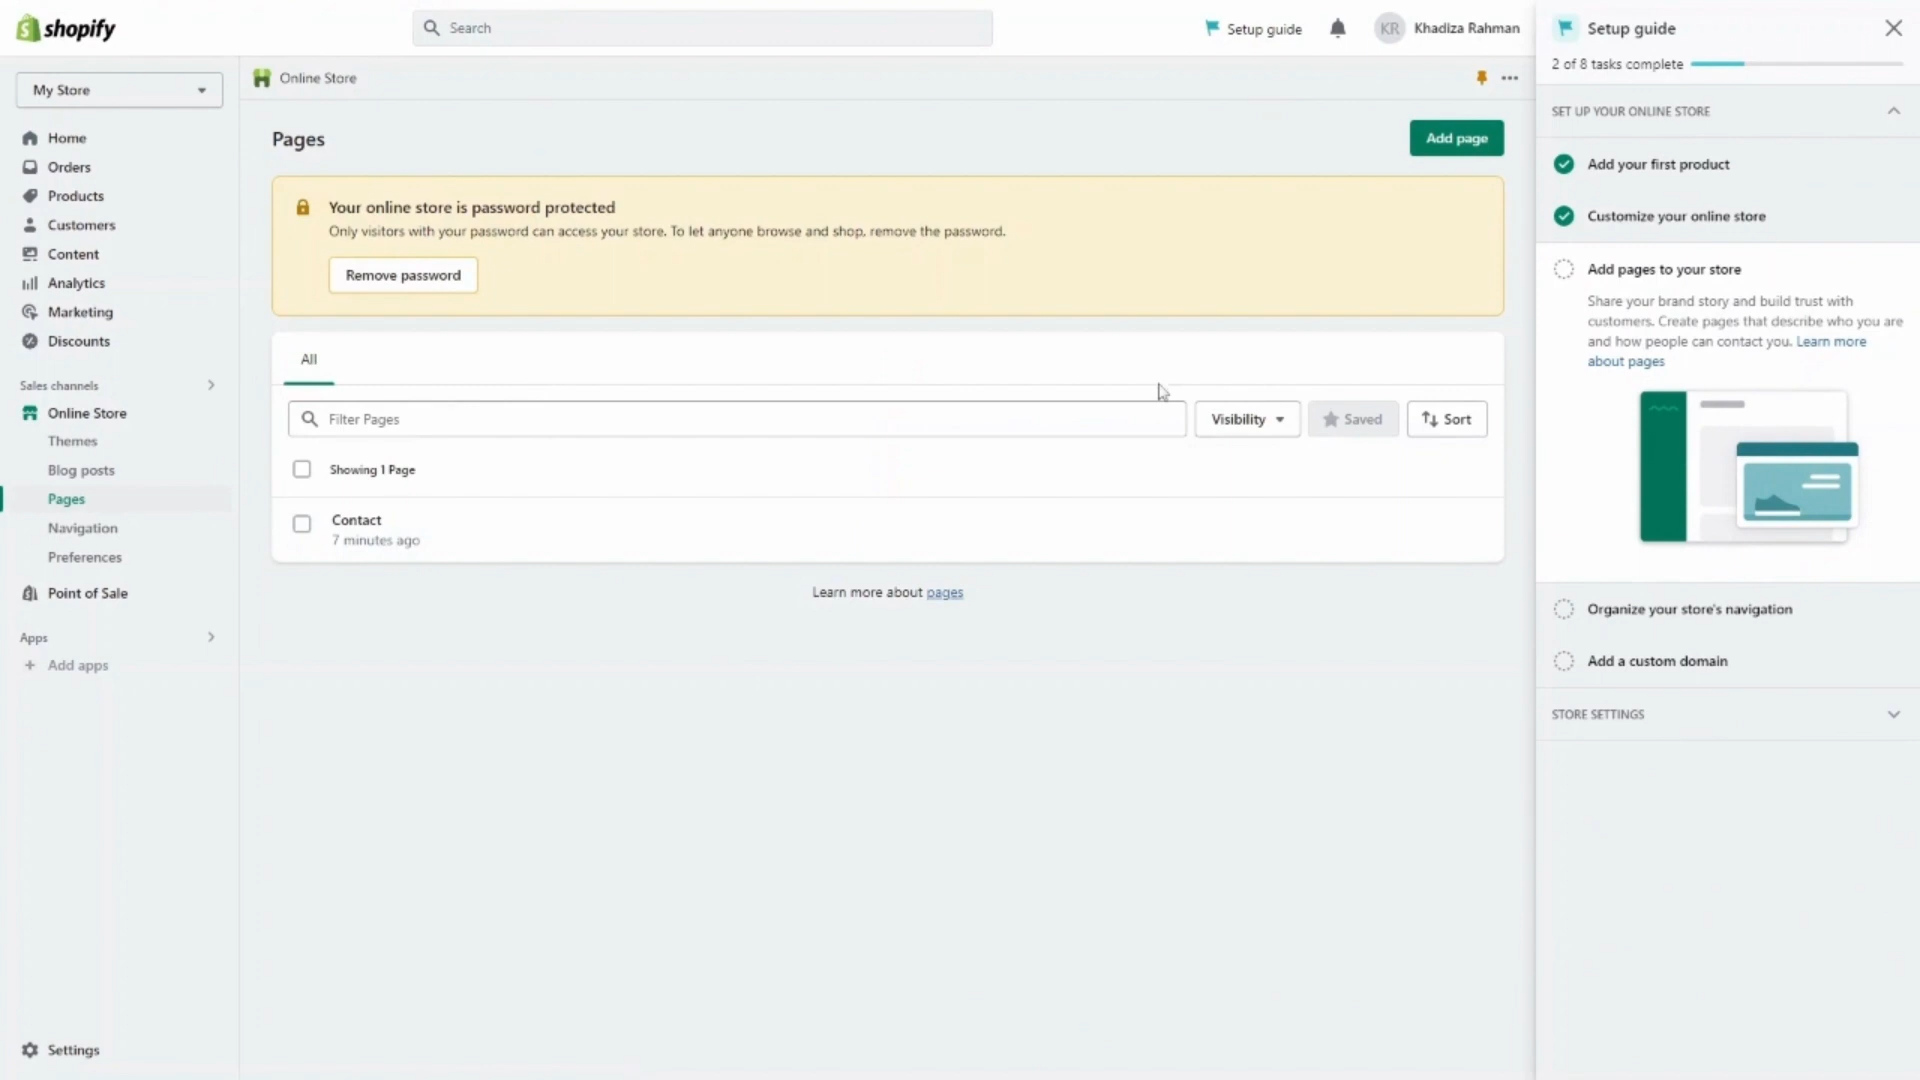 shopify
Search
Setup guide
KR
Khadiza Rahman
My Store
Home
Orders
Products
Customers
Content
Analytics
Marketing
Discounts
Sales channels
Online Store
Themes
Blog posts
Pages
Navigation
Preferences
Point of Sale
Apps
Add apps
Settings
Online Store
Pages
Add page
Your online store is password protected
Only visitors with your password can access your store. To let anyone browse and shop, remove the password.
Remove password
All
Filter Pages
Visibility
Saved
Sort
Showing 1 Page
Contact
7 minutes ago
Learn more about pages
Setup guide
2 of 8 tasks complete
SET UP YOUR ONLINE STORE
Add your first product
Customize your online store
Add pages to your store
Share your brand story and build trust with
customers. Create pages that describe who you are
and how people can contact you. Learn more
about pages
Organize your store's navigation
Add a custom domain
STORE SETTINGS